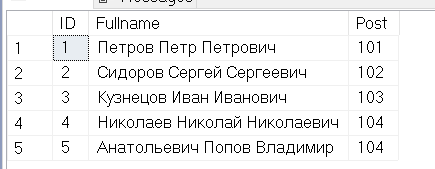 Messages
ID Fullname Post
1 1 Петров Петр Петрович 101
2 2 Сидоров Сергей Сергеевич 102
3 3 Кузнецов Иван Иванович 103
4 4 Николаев Николай Николаевич 104
5 5 Анатольевич Попов Владимир 104